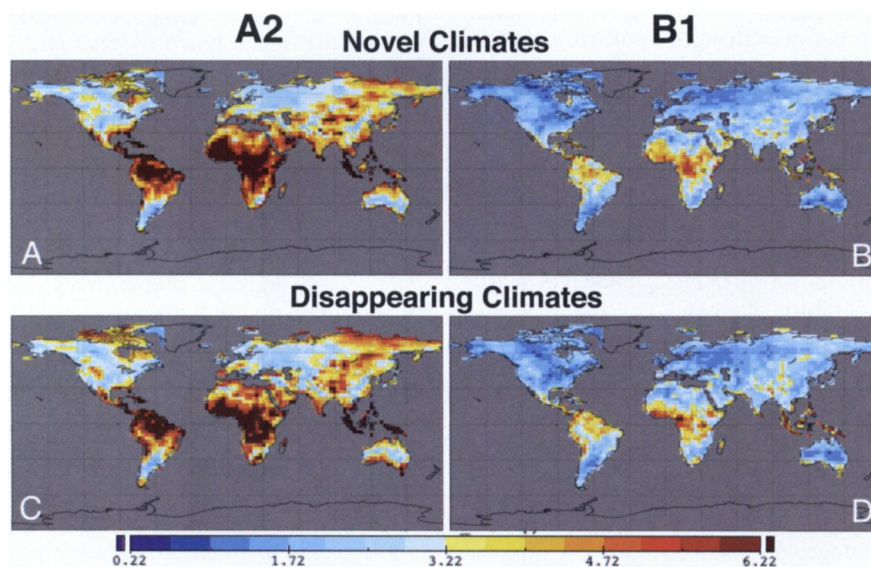 A2 B1
Novel Climates
A B
Disappearing Climates
C D
0.22 1.72 3.22 4.72 6.22